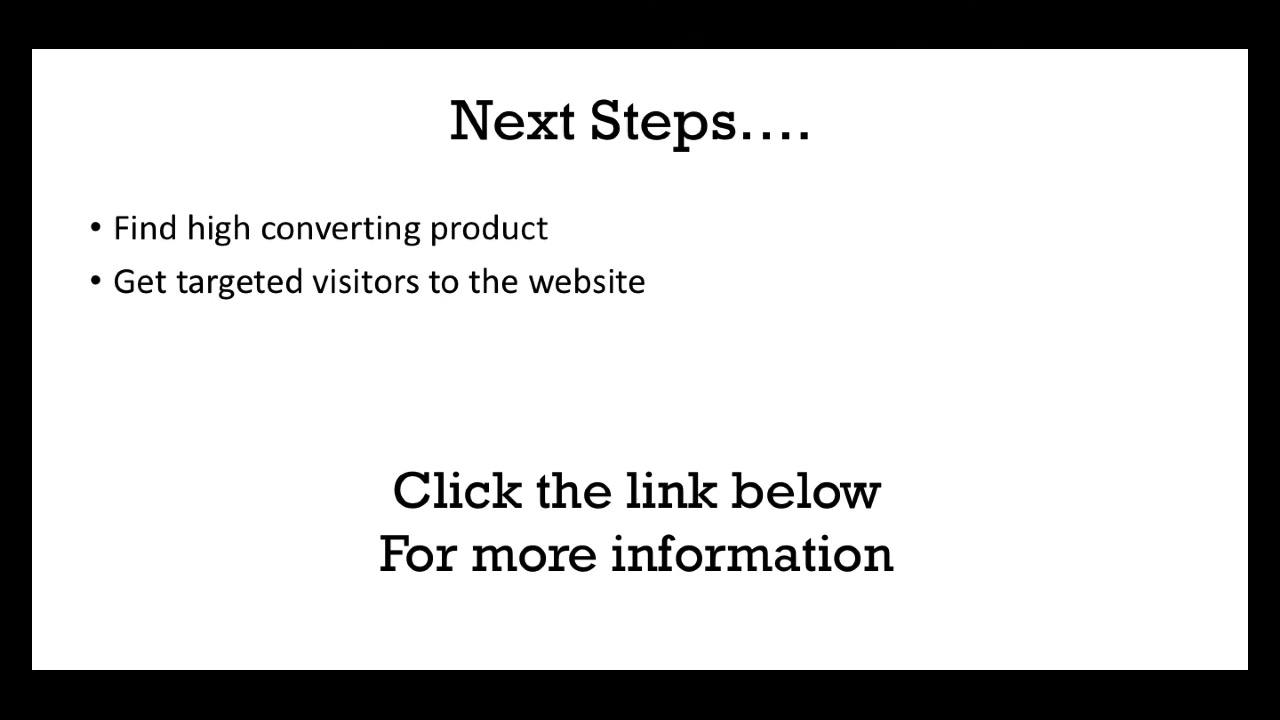 Next Steps....
• Find high converting product
• Get targeted visitors to the website
Click the link below
For more information